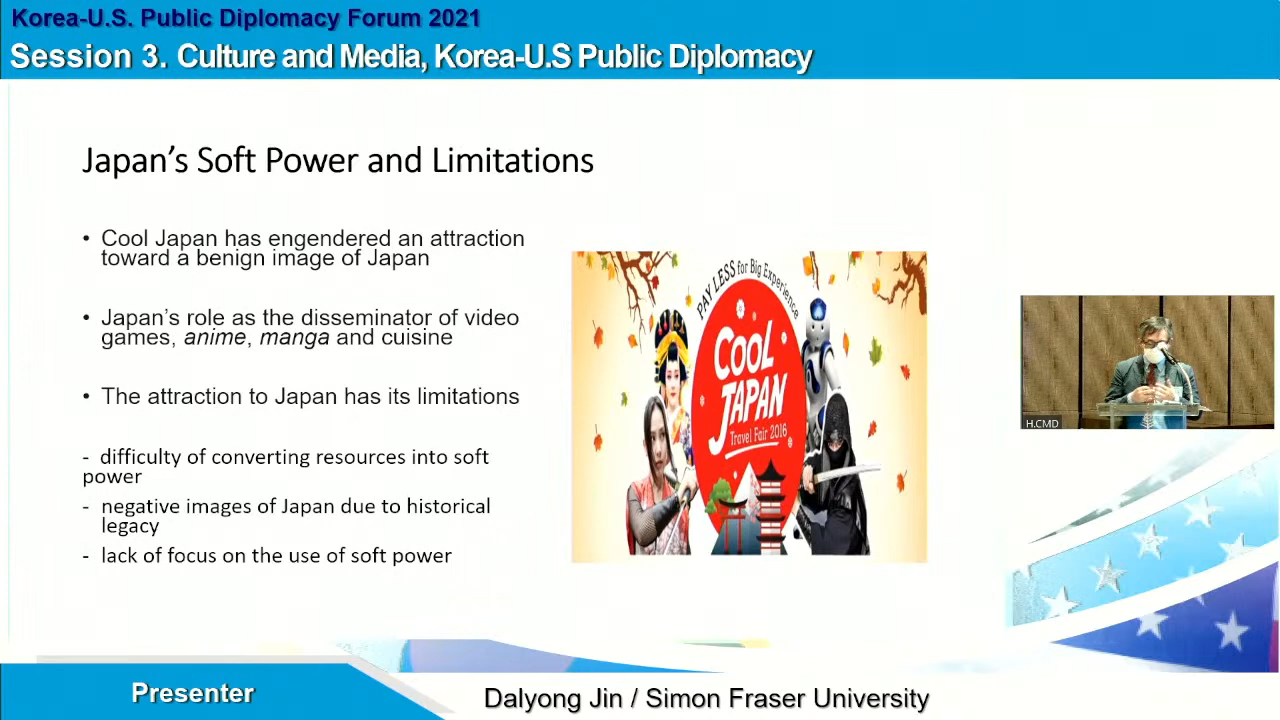 Korea-U.S. Public Diplomacy Forum 2021
Session 3. Culture and Media, Korea-U.S Public Diplomacy
Japan's Soft Power and Limitations
• Cool Japan has engendered an attraction
toward a benign image of Japan
• Japan's role as the disseminator of video
games, anime, manga and cuisine
• The attraction to Japan has its limitations
- difficulty of converting resources into soft
power
- negative images of Japan due to historical
legacy
- lack of focus on the use of soft power
PAY LESS for Big Experience
COOL
JAPAN
Travel Fair 2016
H.CMD
Presenter
Dalyong Jin / Simon Fraser University